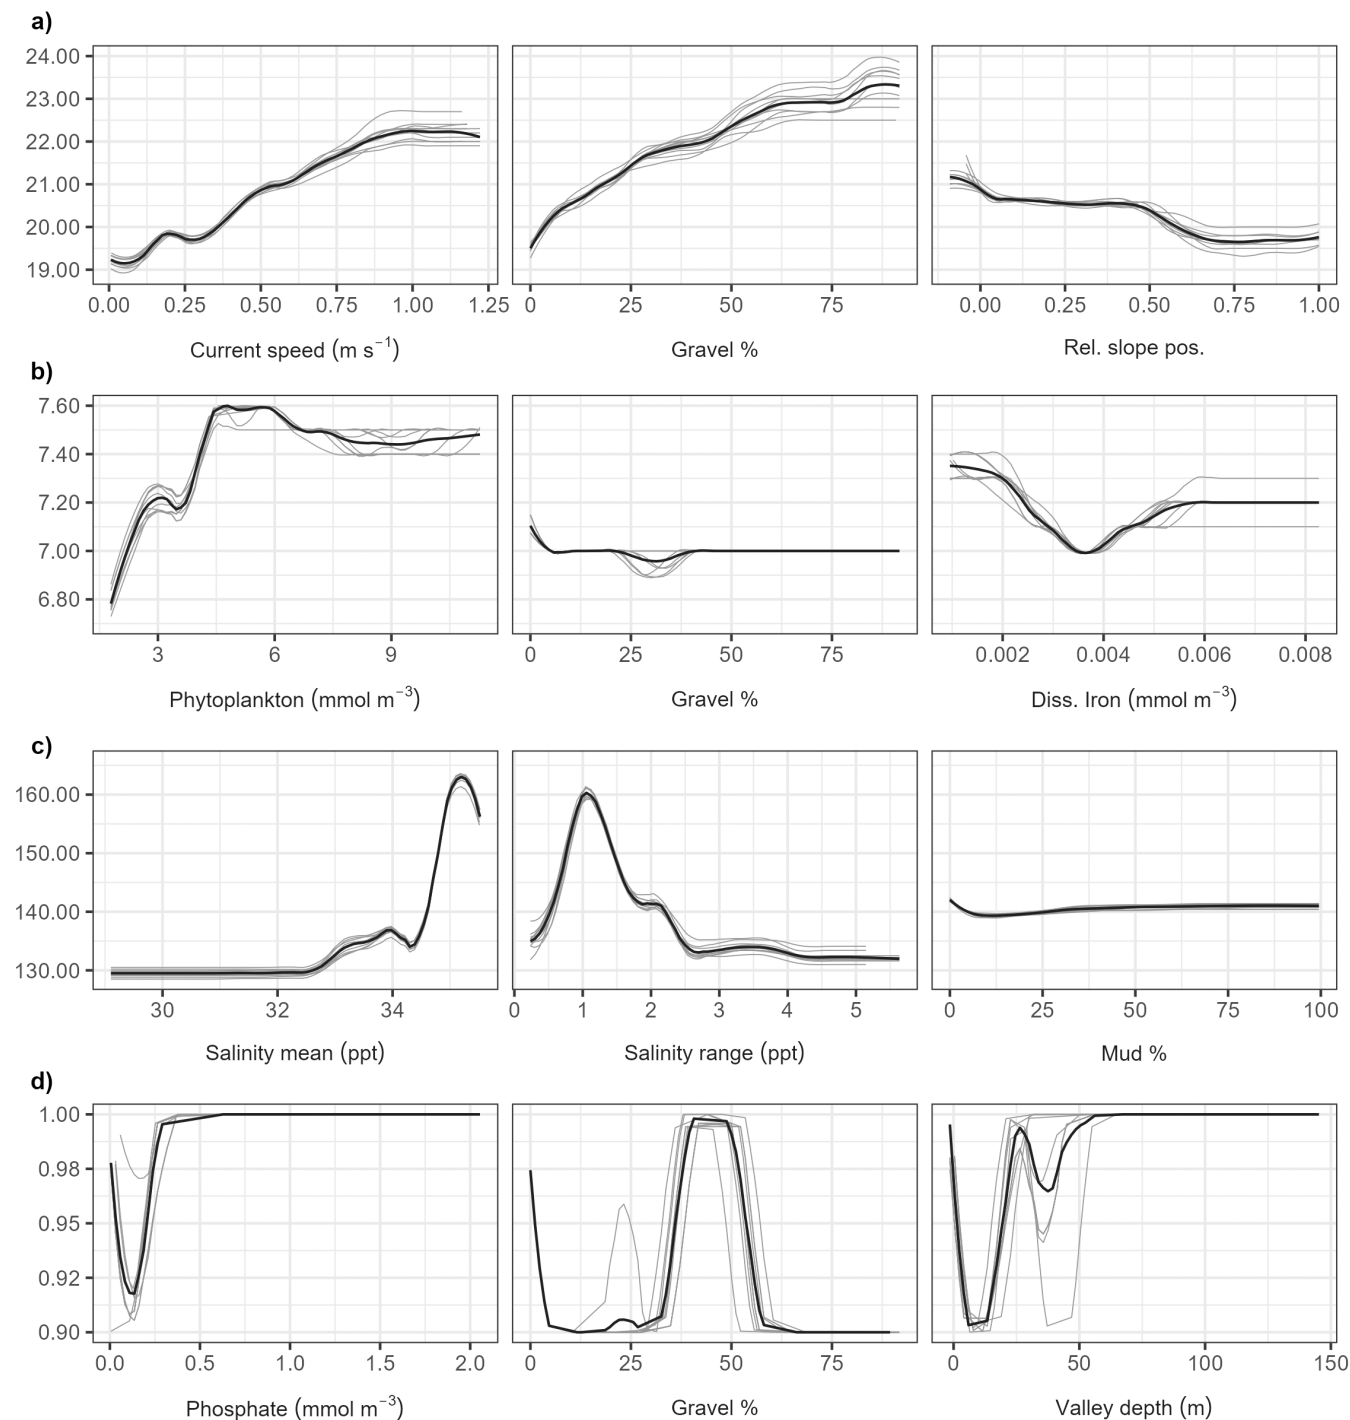 a)
24.00
23.00
22.00
21.00
20.00
19.00
0.00 0.25 0.50 0.75 1.00 1.25 0 25 50 75 0.00 0.25 0.50 0.75 1.00
Current speed (m s⁻¹) Gravel % Rel. slope pos.
b)
7.60
7.40
7.20
7.00
6.80
3 6 9 0 25 50 75 0.002 0.004 0.006 0.008
Phytoplankton (mmol m⁻³) Gravel % Diss. Iron (mmol m⁻³)
c)
160.00
150.00
140.00
130.00
30 32 34 0 1 2 3 4 5 0 25 50 75 100
Salinity mean (ppt) Salinity range (ppt) Mud %
d)
1.00
0.98
0.95
0.92
0.90
0.0 0.5 1.0 1.5 2.0 0 25 50 75 0 50 100 150
Phosphate (mmol m⁻³) Gravel % Valley depth (m)